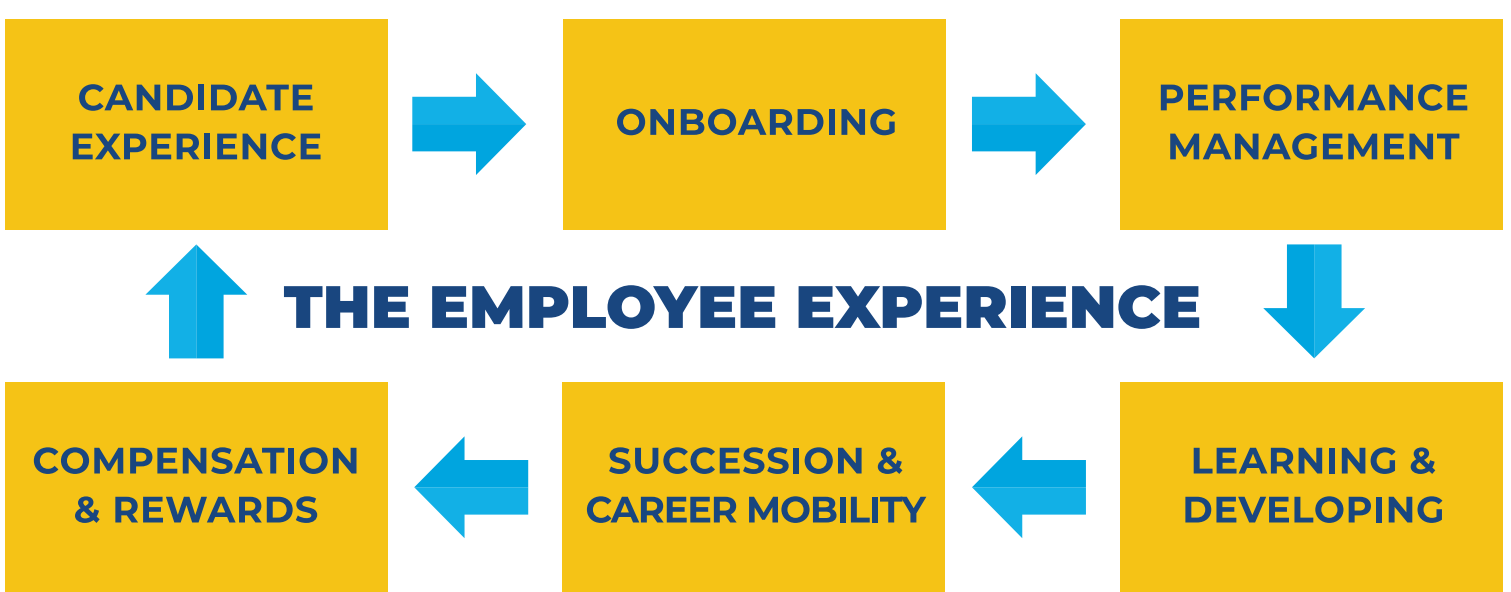 CANDIDATE
EXPERIENCE
ONBOARDING
PERFORMANCE
MANAGEMENT
THE EMPLOYEE EXPERIENCE
COMPENSATION
& REWARDS
SUCCESSION &
CAREER MOBILITY
LEARNING &
DEVELOPING